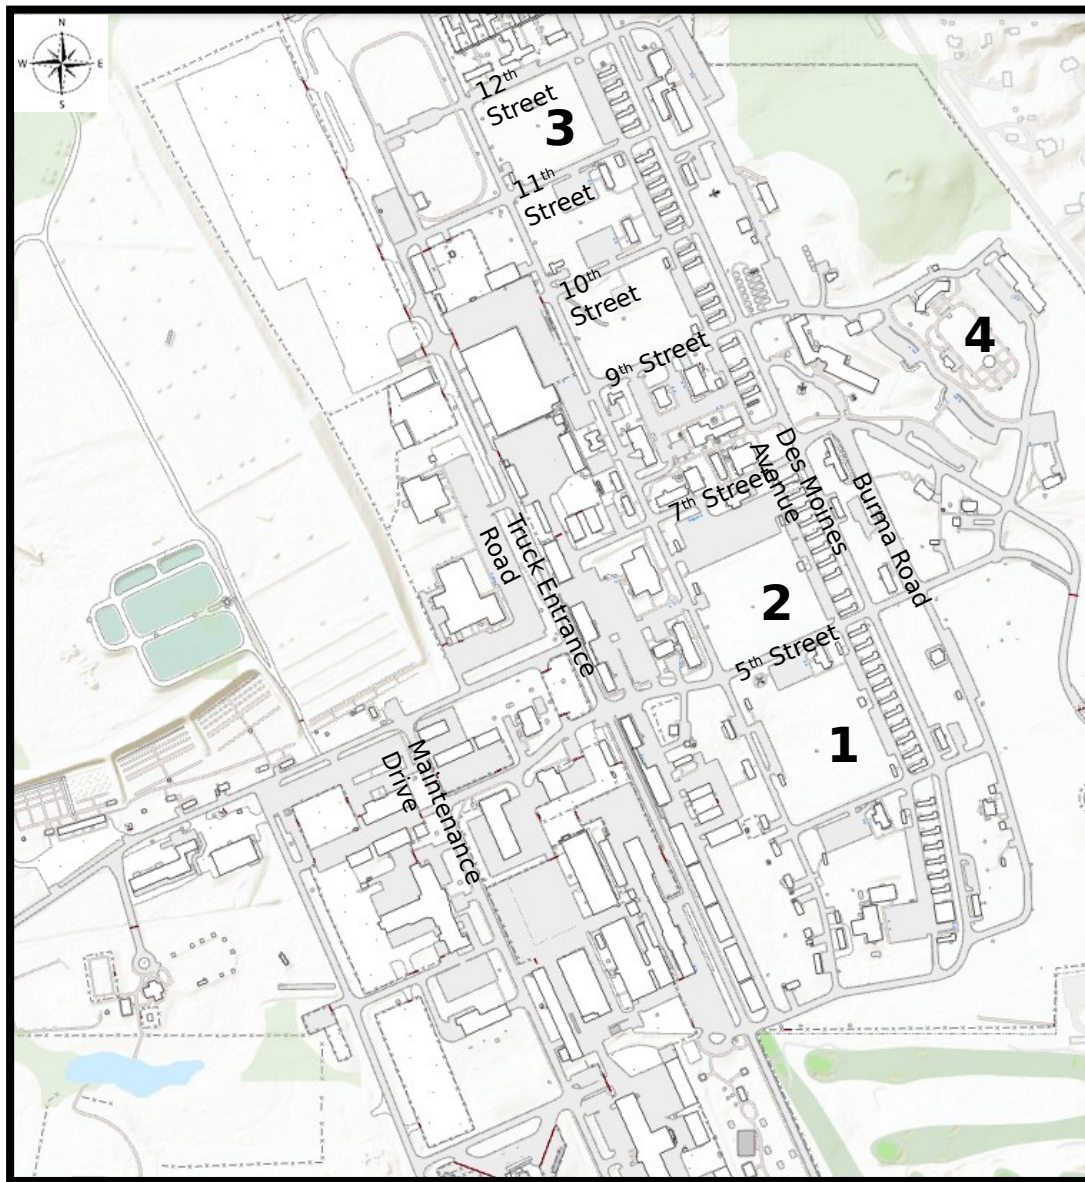 N
W E
S
12th
Street
3
11th
Street
10th
Street
4
9th Street
Des Moines
Avenue
7th Street
Burma Road
Truck Entrance
Road
2
5th Street
1
Maintenance
Drive